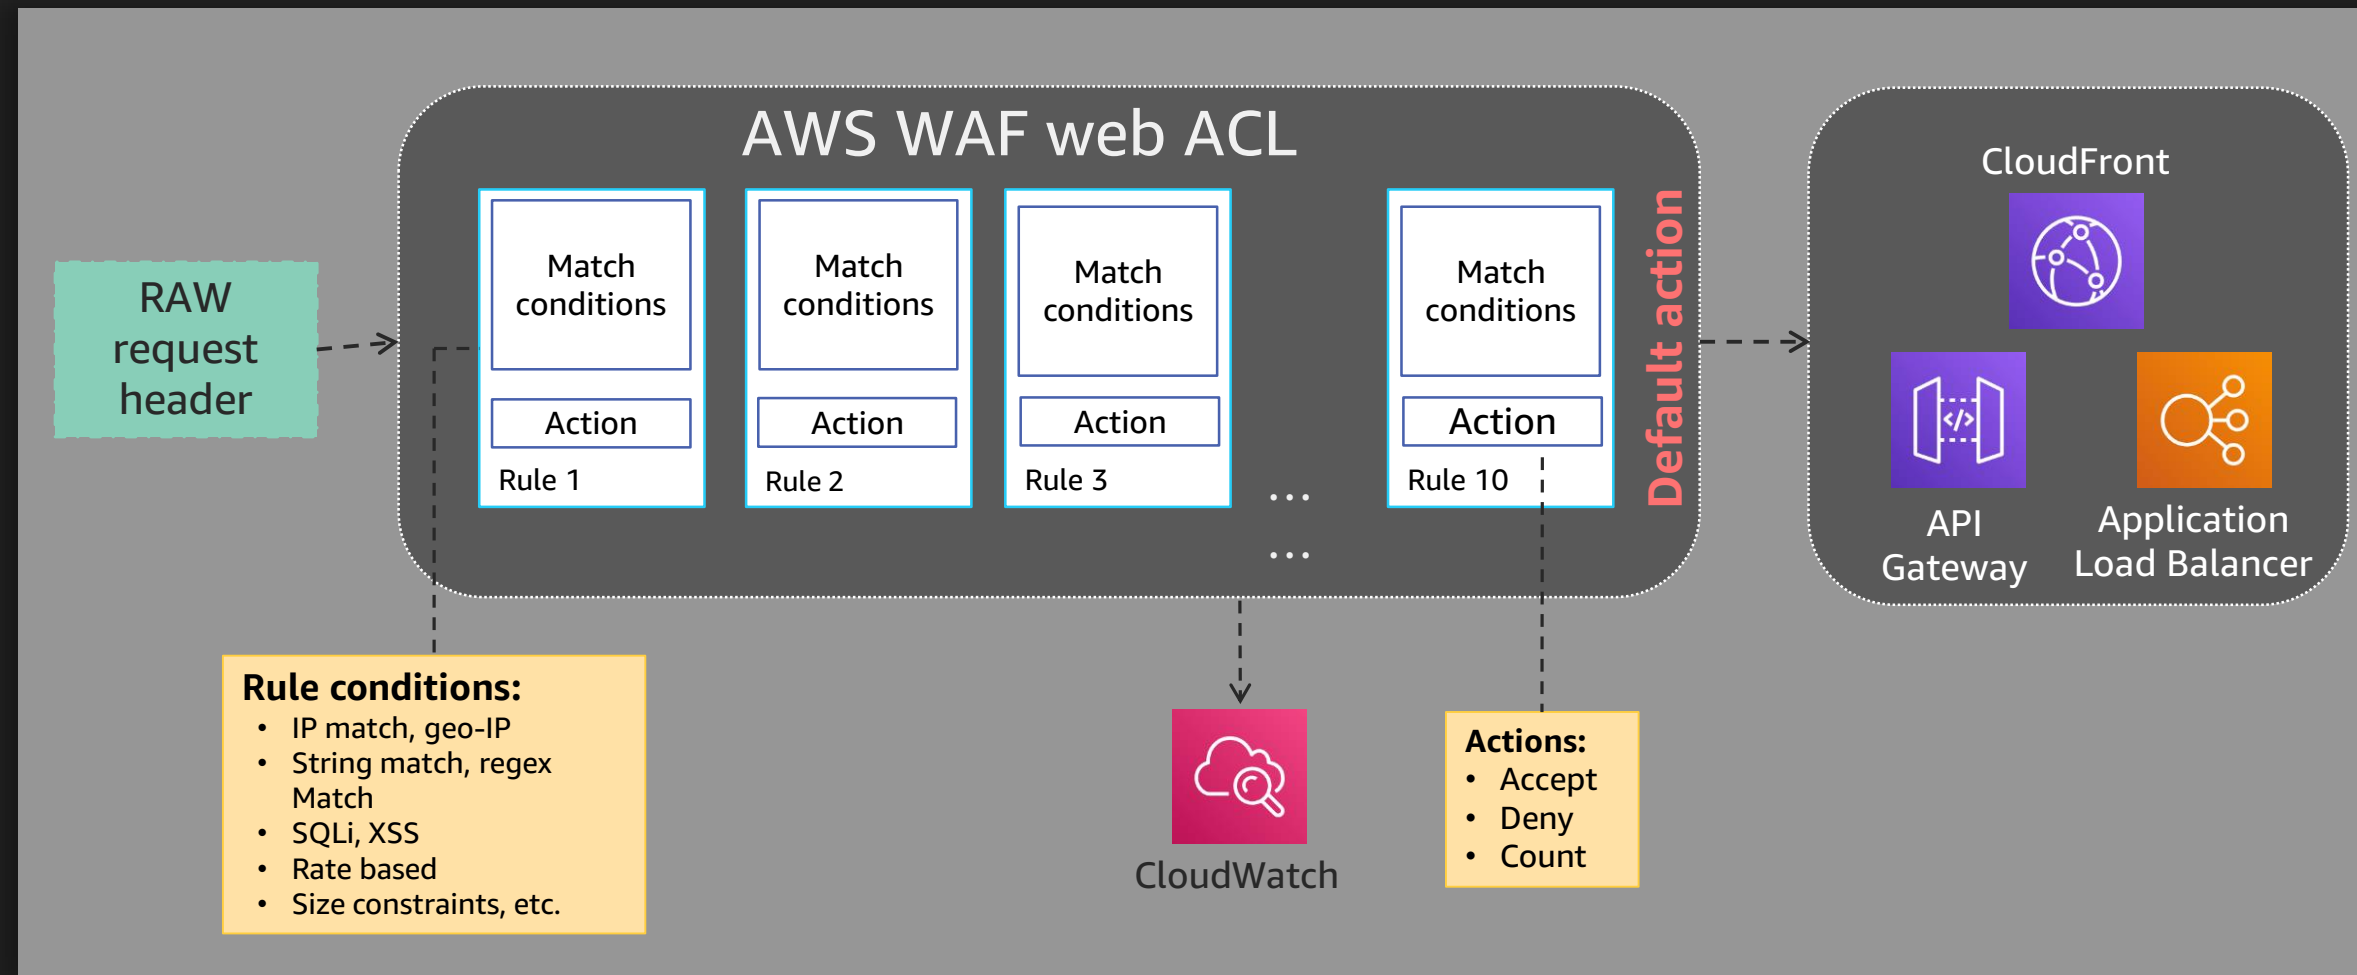 AWS WAF web ACL
RAW
request
header
Match
conditions
Action
Rule 1
Match
conditions
Action
Rule 2
Match
conditions
Action
Rule 3
...
...
Match
conditions
Action
Rule 10
Default action
CloudFront
API
Gateway
Application
Load Balancer
Rule conditions:
• IP match, geo-IP
• String match, regex
Match
• SQLi, XSS
• Rate based
• Size constraints, etc.
CloudWatch
Actions:
• Accept
• Deny
• Count